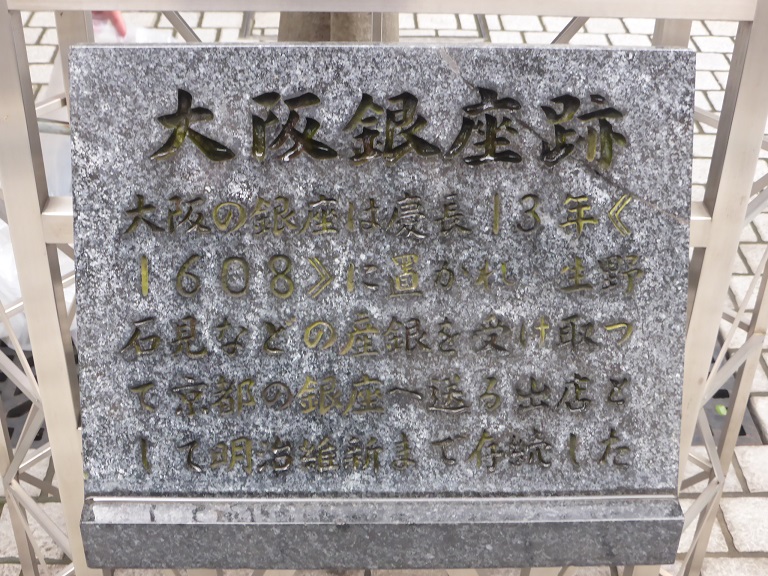 大阪銀座跡
大阪の銀座は慶長13年《
1608》に置かれ 生野
石見などの産銀を受け取つ
て京都の銀座へ送る出店と
して明治維新まで存続した